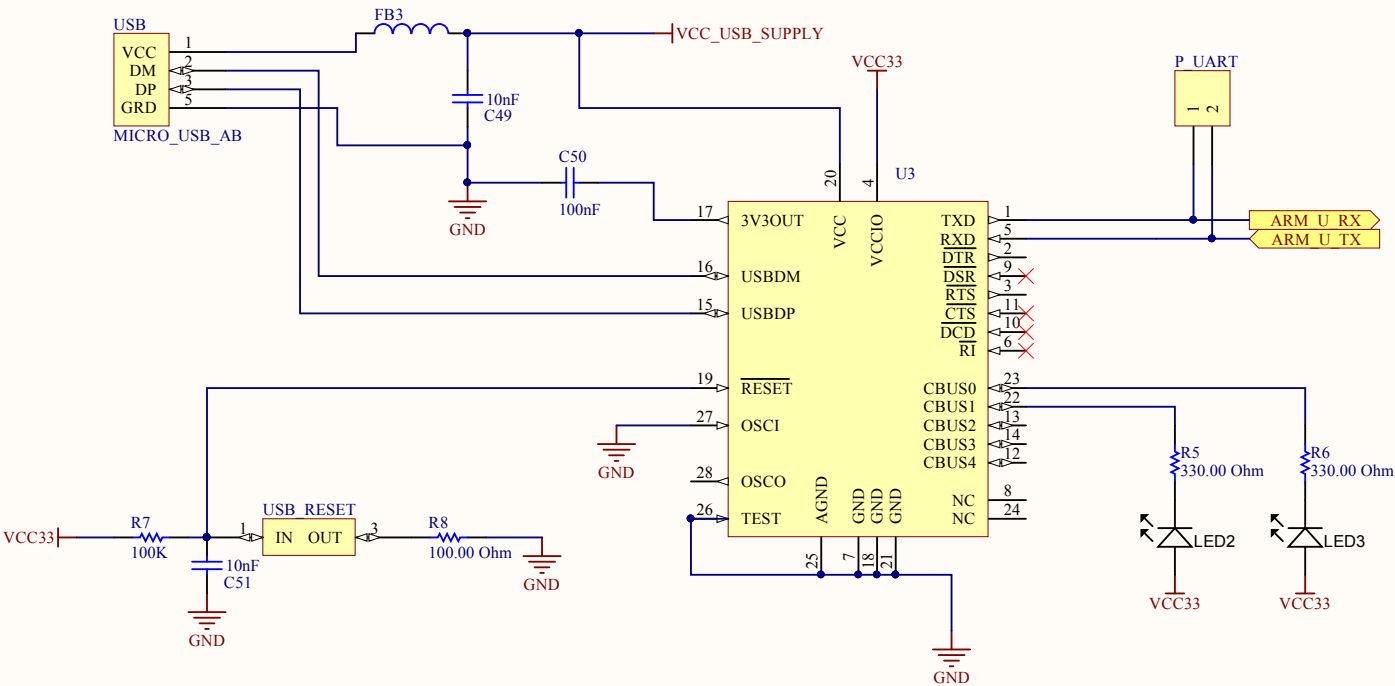 USB
VCC 1
DM 2
DP 3
GRD 5
MICRO_USB_AB
FB3
VCC_USB_SUPPLY
10nF
C49
GND
C50
100nF
VCC33
U3
20
4
P_UART
1
2
17 3V3OUT
16 USBDM
15 USBDP
19 RESET
27 OSCI
28 OSCO
26 TEST
VCC
VCCIO
TXD 1
RXD 5
DTR 2
DSR 9
RTS 3
CTS 11
DCD 10
RI 6
CBUS0 23
CBUS1 22
CBUS2 13
CBUS3 14
CBUS4 12
NC 8
NC 24
AGND
GND
GND
GND
25
7
18
21
GND
ARM_U_RX
ARM_U_TX
R5
330.00 Ohm
LED2
VCC33
R6
330.00 Ohm
LED3
VCC33
GND
VCC33
R7
100K
10nF
C51
GND
USB_RESET
1 IN OUT 3
R8
100.00 Ohm
GND